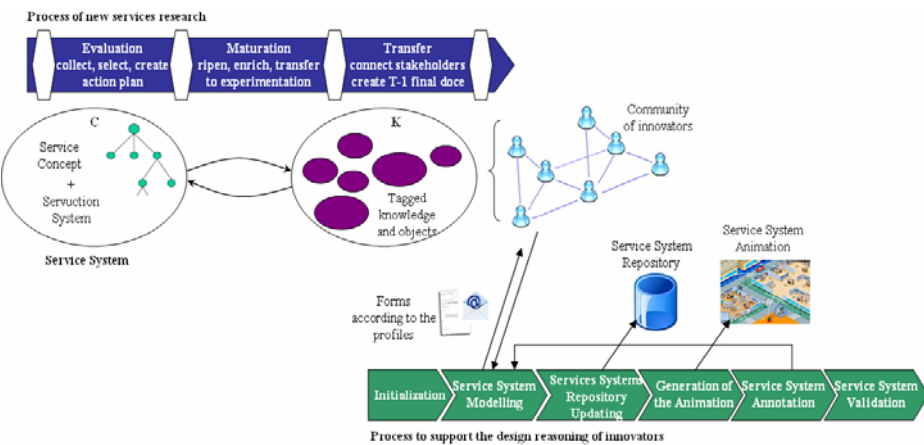 Process of new services research
Evaluation
collect, select, create
action plan
Maturation
ripen, enrich, transfer
to experimentation
Transfer
connect stakeholders
create T-1 final doce
C
Service
Concept
+
Servuction
System
Service System
K
Tagged
knowledge
and objects
Community
of innovators
Service System
Repository
Service System
Animation
Forms
according to the
profiles
Initialization
Service System
Modelling
Services Systems
Repository
Updating
Generation of
the Animation
Service System
Annotation
Service System
Validation
Process to support the design reasoning of innovators